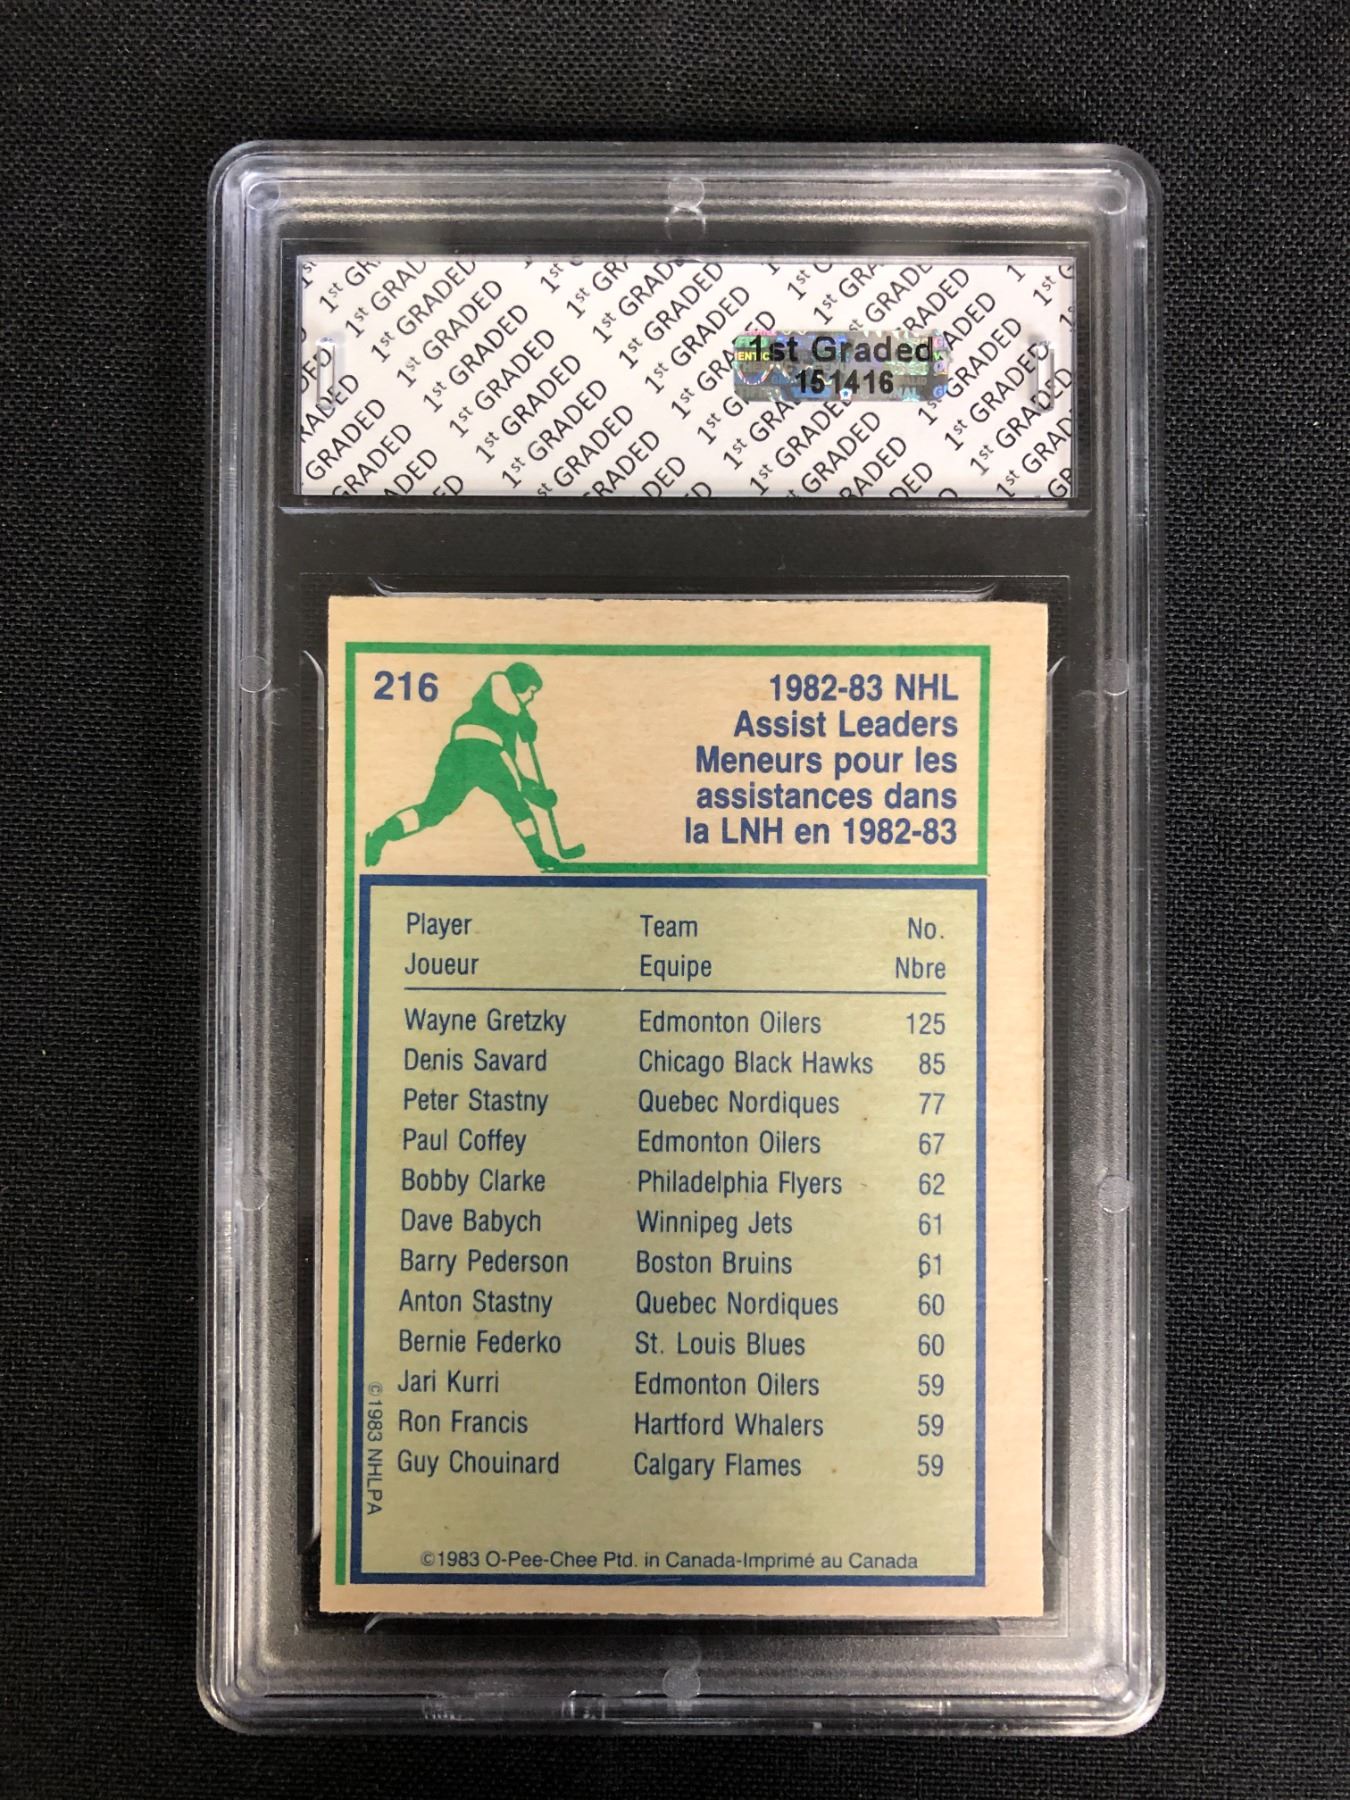 1st Graded
151416
216
1982-83 NHL
Assist Leaders
Meneurs pour les
assistances dans
la LNH en 1982-83
Player Team No.
Joueur Equipe Nbre
Wayne Gretzky Edmonton Oilers 125
Denis Savard Chicago Black Hawks 85
Peter Stastny Quebec Nordiques 77
Paul Coffey Edmonton Oilers 67
Bobby Clarke Philadelphia Flyers 62
Dave Babych Winnipeg Jets 61
Barry Pederson Boston Bruins 61
Anton Stastny Quebec Nordiques 60
Bernie Federko St. Louis Blues 60
Jari Kurri Edmonton Oilers 59
Ron Francis Hartford Whalers 59
Guy Chouinard Calgary Flames 59
©1983 NHLPA
©1983 O-Pee-Chee Ptd. in Canada-Imprimé au Canada